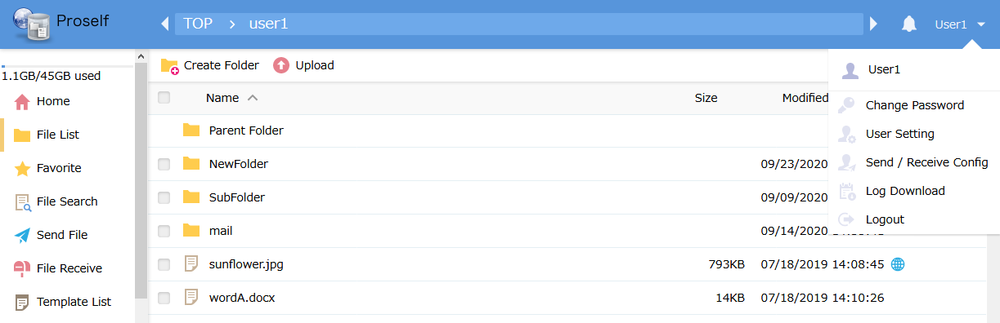 Proself
TOP > user1
User1
1.1GB/45GB used
Home
File List
Favorite
File Search
Send File
File Receive
Template List
Create Folder
Upload
Name
Size
Modified
Parent Folder
NewFolder 09/23/2020
SubFolder 09/09/2020
mail 09/14/2020
sunflower.jpg 793KB 07/18/2019 14:08:45
wordA.docx 14KB 07/18/2019 14:10:26
User1
Change Password
User Setting
Send / Receive Config
Log Download
Logout